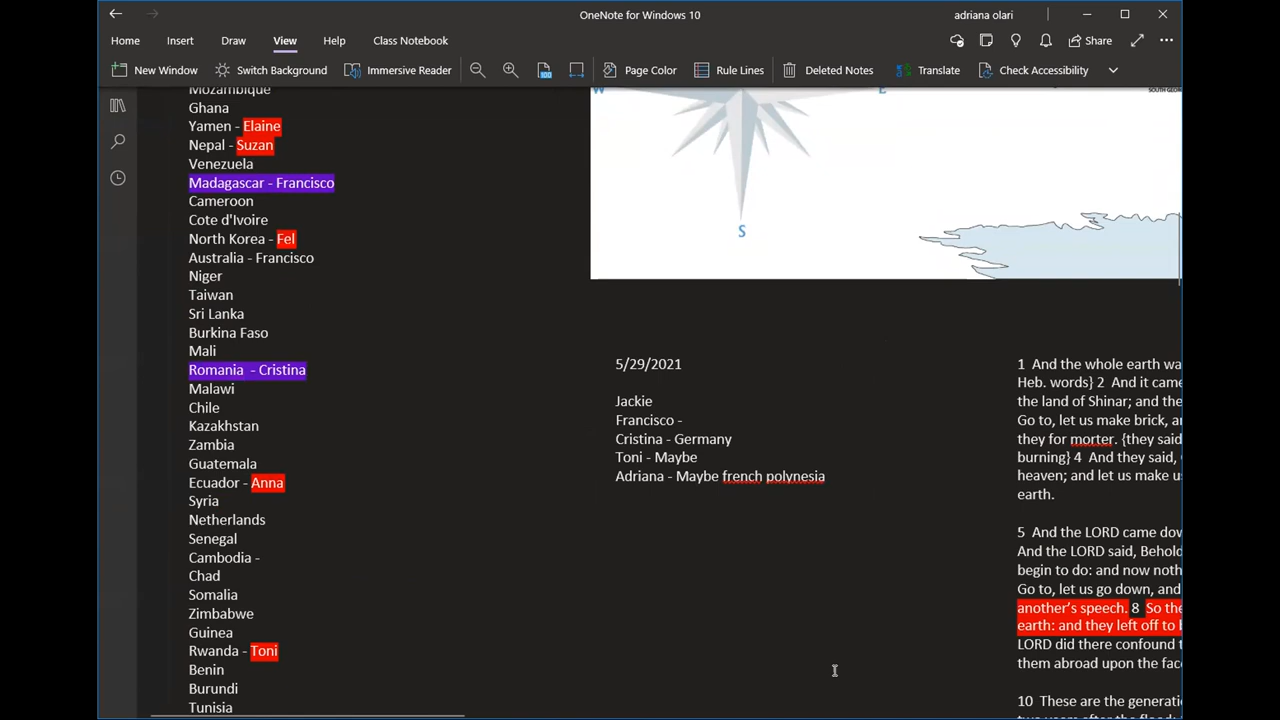 OneNote for Windows 10
adriana olari
Home
Insert
Draw
View
Help
Class Notebook
Share
New Window
Switch Background
Immersive Reader
100
Page Color
Rule Lines
Deleted Notes
Translate
Check Accessibility
Mozambique
Ghana
Yamen - Elaine
Nepal - Suzan
Venezuela
Madagascar - Francisco
Cameroon
Cote d'Ivoire
North Korea - Fel
Australia - Francisco
Niger
Taiwan
Sri Lanka
Burkina Faso
Mali
Romania - Cristina
Malawi
Chile
Kazakhstan
Zambia
Guatemala
Ecuador - Anna
Syria
Netherlands
Senegal
Cambodia -
Chad
Somalia
Zimbabwe
Guinea
Rwanda - Toni
Benin
Burundi
Tunisia
W
E
S
SOUTH
5/29/2021
Jackie
Francisco -
Cristina - Germany
Toni - Maybe
Adriana - Maybe french polynesia
1 And the whole earth wa
Heb. words} 2 And it came
the land of Shinar; and the
Go to, let us make brick, a
they for morter. {they said
burning} 4 And they said,
heaven; and let us make u
earth.
5 And the LORD came dow
And the LORD said, Behold
begin to do: and now noth
Go to, let us go down, and
another's speech. 8 So the
earth: and they left off to b
LORD did there confound t
them abroad upon the face
10 These are the generati
two years after the flood